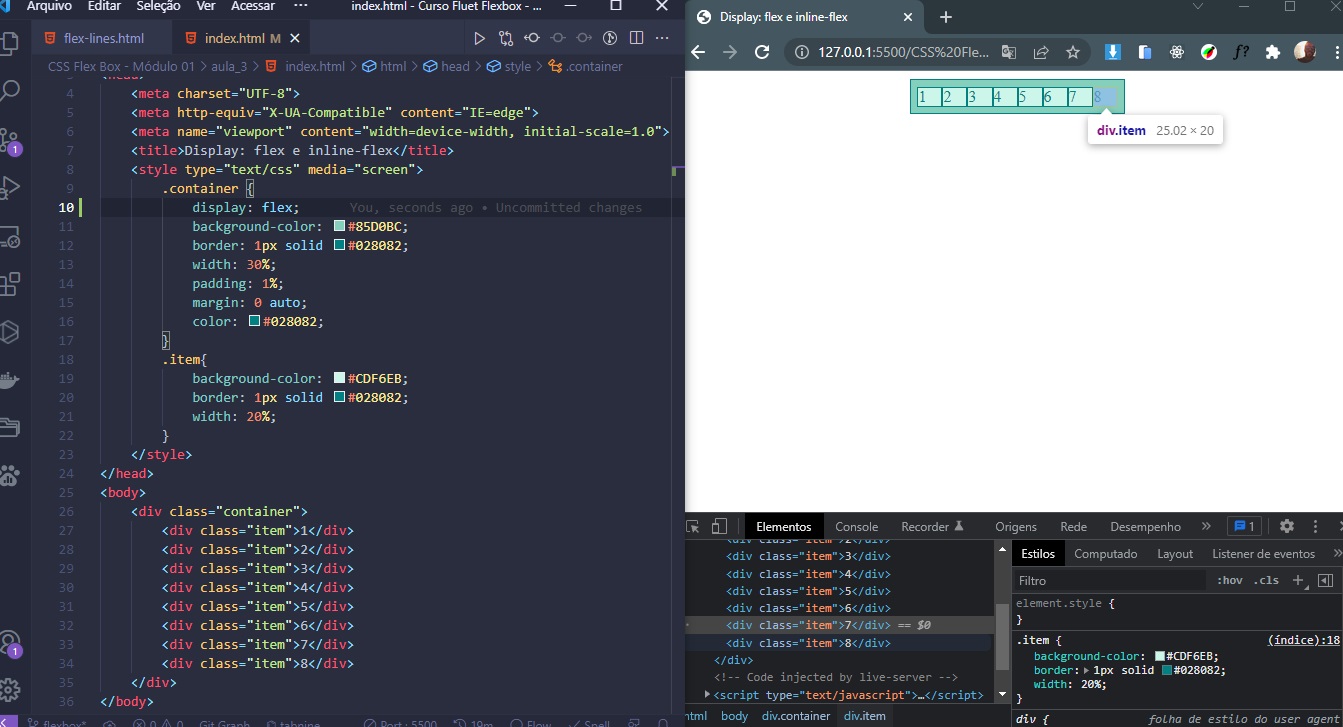 Arquivo Editar Seleção Ver Acessar ··· index.html - Curso Fluet Flexbox - ...
flex-lines.html index.html M
CSS Flex Box - Módulo 01 > aula_3 > index.html > html > head > style > .container
<head>
4 <meta charset="UTF-8">
5 <meta http-equiv="X-UA-Compatible" content="IE=edge">
6 <meta name="viewport" content="width=device-width, initial-scale=1.0">
7 <title>Display: flex e inline-flex</title>
8 <style type="text/css" media="screen">
9 .container {
10 display: flex; You, seconds ago • Uncommitted changes
11 background-color: #85D0BC;
12 border: 1px solid #028082;
13 width: 30%;
14 padding: 1%;
15 margin: 0 auto;
16 color: #028082;
17 }
18 .item{
19 background-color: #CDF6EB;
20 border: 1px solid #028082;
21 width: 20%;
22 }
23 </style>
24 </head>
25 <body>
26 <div class="container">
27 <div class="item">1</div>
28 <div class="item">2</div>
29 <div class="item">3</div>
30 <div class="item">4</div>
31 <div class="item">5</div>
32 <div class="item">6</div>
33 <div class="item">7</div>
34 <div class="item">8</div>
35 </div>
36 </body>
1
1
flexbox* 0 0 Git Graph tabnine Port : 5500 19m Flow Spell
Display: flex e inline-flex
127.0.0.1:5500/CSS%20Fle... f?
1 2 3 4 5 6 7 8
div.item 25.02 × 20
Elementos Console Recorder Origens Rede Desempenho » 1
<div class="item">2</div>
<div class="item">3</div>
<div class="item">4</div>
<div class="item">5</div>
<div class="item">6</div>
<div class="item">7</div> == $0
<div class="item">8</div>
</div>
<!-- Code injected by live-server -->
<script type="text/javascript">…</script>
html body div.container div.item
Estilos Computado Layout Listener de eventos »
Filtro :hov .cls +
element.style {
}
.item { (índice):18
background-color: #CDF6EB;
border: 1px solid #028082;
width: 20%;
}
div { folha de estilo do user agent